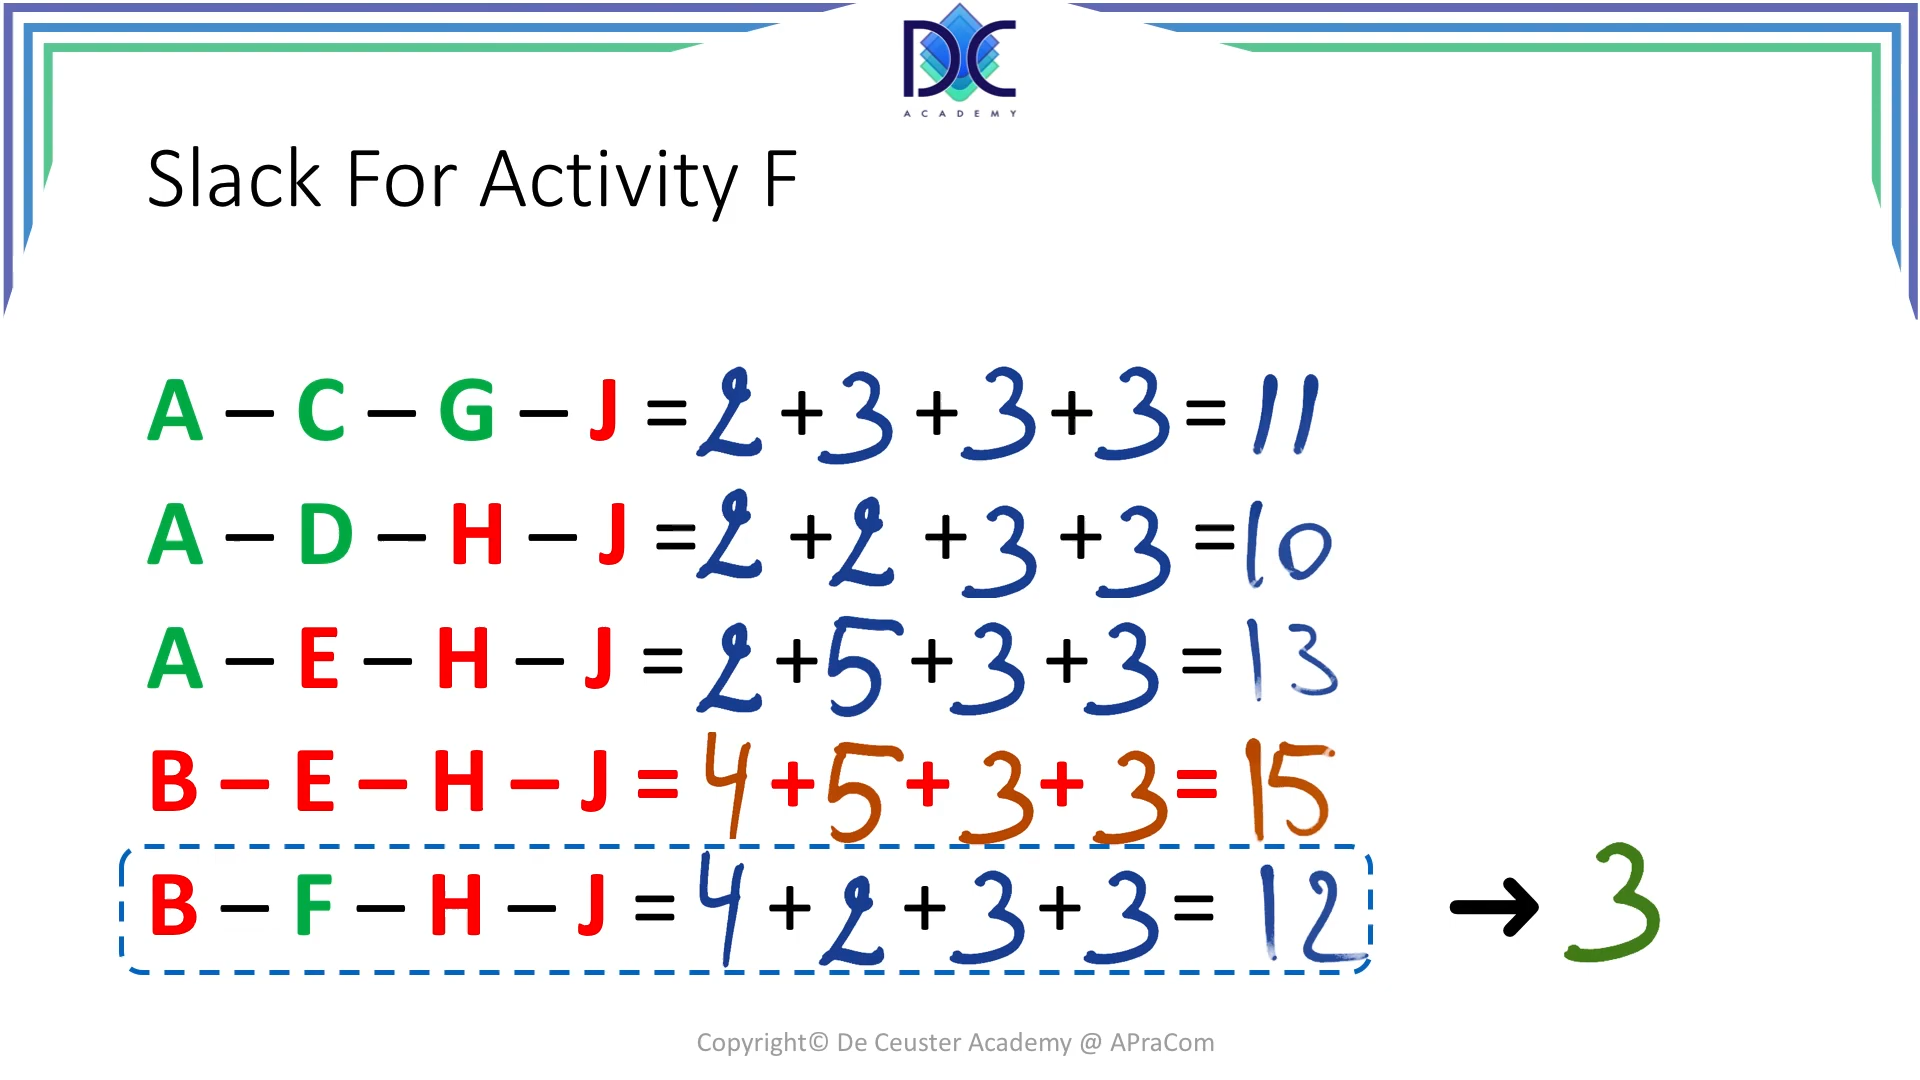 DC
ACADEMY
Slack For Activity F
A – C – G – J = 2 + 3 + 3 + 3 = 11
A – D – H – J = 2 + 2 + 3 + 3 = 10
A – E – H – J = 2 + 5 + 3 + 3 = 13
B – E – H – J = 4 + 5 + 3 + 3 = 15
B – F – H – J = 4 + 2 + 3 + 3 = 12 → 3
Copyright© De Ceuster Academy @ APraCom